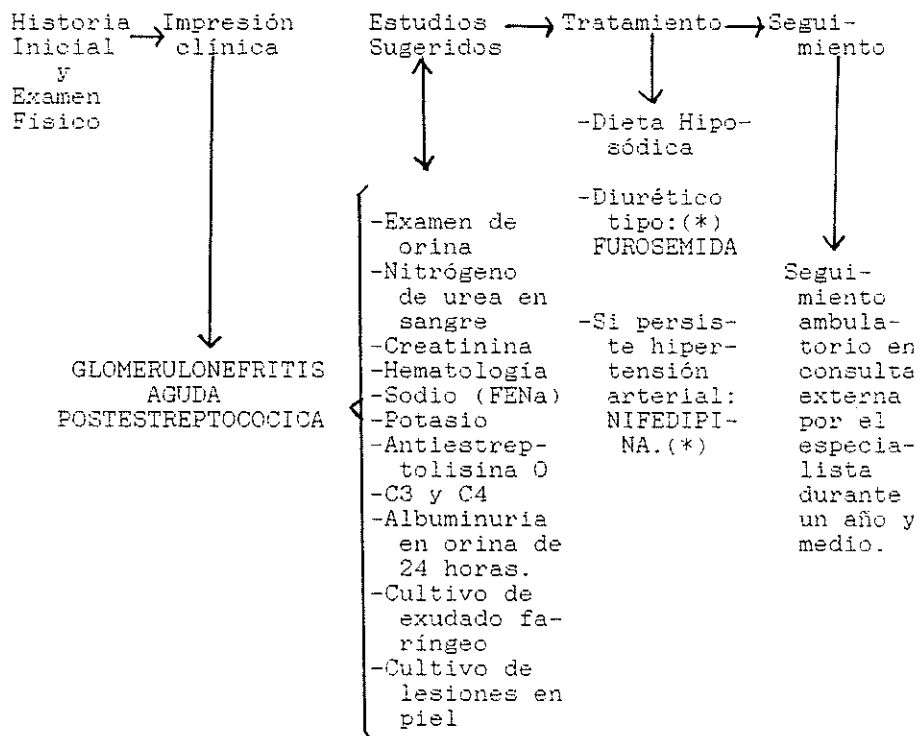 Historia
Inicial
y
Examen
Físico
Impresión
clínica
GLOMERULONEFRITIS
AGUDA
POSTESTREPTOCOCICA
Estudios
Sugeridos
-Examen de
orina
-Nitrógeno
de urea en
sangre
-Creatinina
-Hematología
-Sodio (FENa)
-Potasio
-Antiestrep-
tolisina O
-C3 y C4
-Albuminuria
en orina de
24 horas.
-Cultivo de
exudado fa-
ríngeo
-Cultivo de
lesiones en
piel
Tratamiento
-Dieta Hipo-
sódica
-Diurético
tipo:(*)
FUROSEMIDA
-Si persis-
te hiper-
tensión
arterial:
NIFEDIPI-
NA.(*)
Segui-
miento
Segui-
miento
ambula-
torio en
consulta
externa
por el
especia-
lista
durante
un año y
medio.